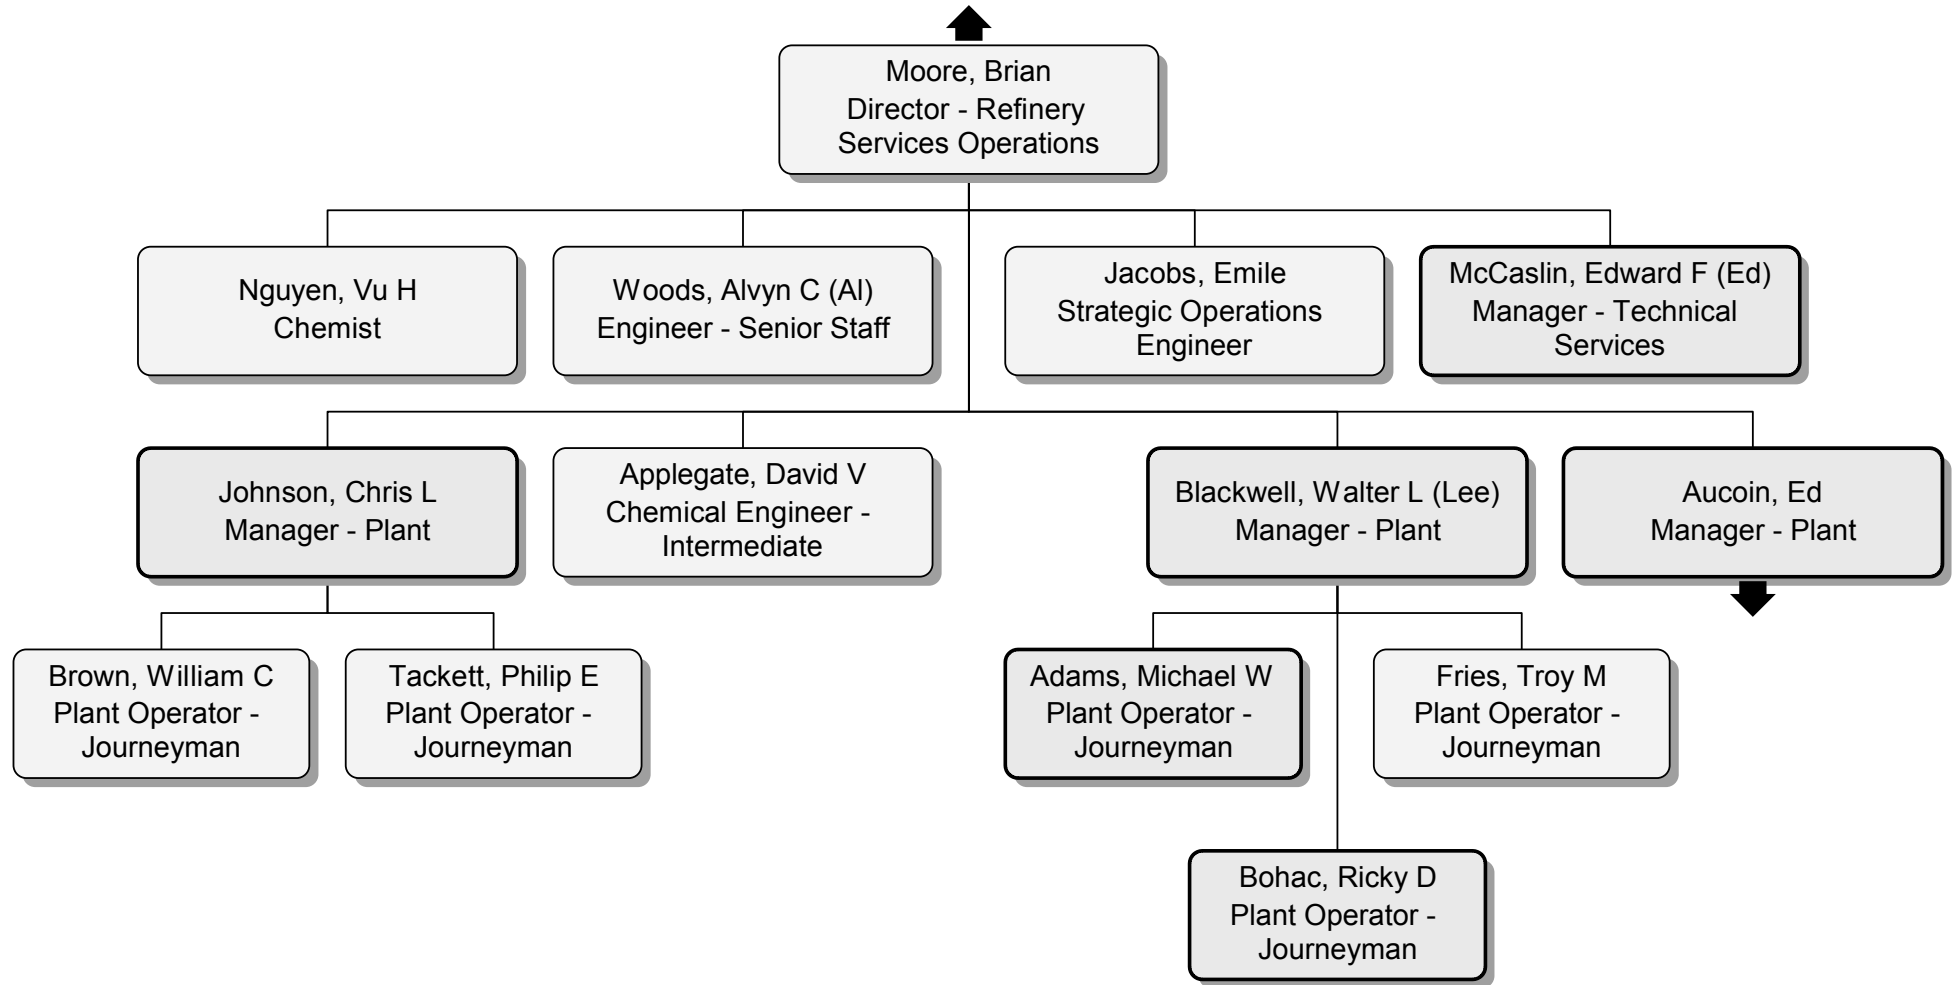 Moore, Brian
Director - Refinery
Services Operations
Nguyen, Vu H
Chemist
Woods, Alvyn C (Al)
Engineer - Senior Staff
Jacobs, Emile
Strategic Operations
Engineer
McCaslin, Edward F (Ed)
Manager - Technical
Services
Johnson, Chris L
Manager - Plant
Applegate, David V
Chemical Engineer -
Intermediate
Blackwell, Walter L (Lee)
Manager - Plant
Aucoin, Ed
Manager - Plant
Brown, William C
Plant Operator -
Journeyman
Tackett, Philip E
Plant Operator -
Journeyman
Adams, Michael W
Plant Operator -
Journeyman
Fries, Troy M
Plant Operator -
Journeyman
Bohac, Ricky D
Plant Operator -
Journeyman